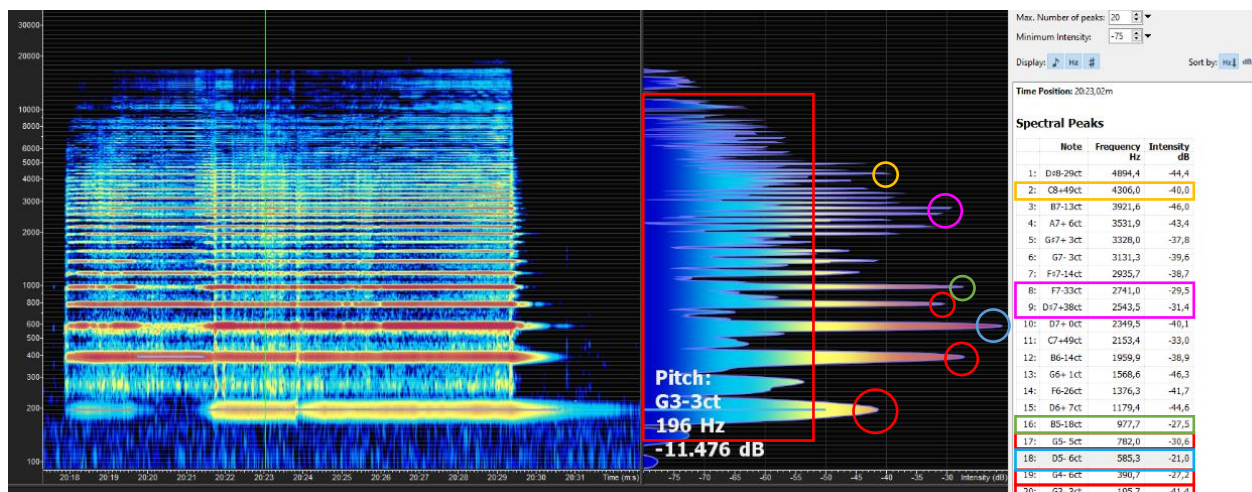 30000
20000
10000
8000
6000
5000
4000
3000
2000
1000
800
600
500
400
300
200
100
20:18 20:19 20:20 20:21 20:22 20:23 20:24 20:25 20:26 20:27 20:28 20:29 20:30 20:31 Time (m:s)
Pitch:
G3-3ct
196 Hz
-11.476 dB
-75 -70 -65 -60 -55 -50 -45 -40 -35 -30 Intensity (dB)
Max. Number of peaks: 20
Minimum Intensity: -75
Display: ♪ Hz # Sort by: Hz↓ dB
Time Position: 20:23,02m
Spectral Peaks
Note Frequency Hz Intensity dB
1: D♯8-29ct 4894,4 -44,4
2: C8+49ct 4306,0 -40,0
3: B7-13ct 3921,6 -46,0
4: A7+ 6ct 3531,9 -43,4
5: G♯7+ 3ct 3328,0 -37,8
6: G7- 3ct 3131,3 -39,6
7: F♯7-14ct 2935,7 -38,7
8: F7-33ct 2741,0 -29,5
9: D♯7+38ct 2543,5 -31,4
10: D7+ 0ct 2349,5 -40,1
11: C7+49ct 2153,4 -33,0
12: B6-14ct 1959,9 -38,9
13: G6+ 1ct 1568,6 -46,3
14: F6-26ct 1376,3 -41,7
15: D6+ 7ct 1179,4 -44,6
16: B5-18ct 977,7 -27,5
17: G5- 5ct 782,0 -30,6
18: D5- 6ct 585,3 -21,0
19: G4- 6ct 390,7 -27,2
20: G3- 3ct 195,7 -41,4